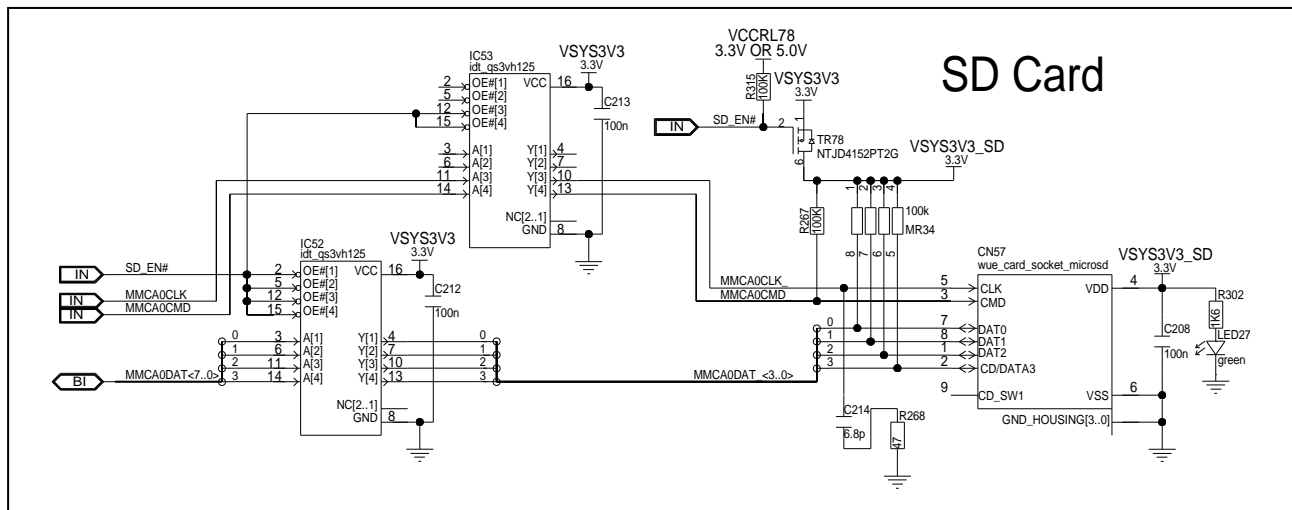 SD Card
VCCRL78
3.3V OR 5.0V
R315
100K
VSYS3V3
3.3V
IN
SD_EN#
2
1
6
TR78
NTJD4152PT2G
VSYS3V3_SD
3.3V
IC53
idt_qs3vh125
VSYS3V3
3.3V
2 OE#[1] VCC 16
5 OE#[2]
12 OE#[3]
15 OE#[4]
C213
100n
3 A[1] Y[1] 4
6 A[2] Y[2] 7
11 A[3] Y[3] 10
14 A[4] Y[4] 13
NC[2..1]
GND 8
R267
100K
1 2 3 4
100k
MR34
8 7 6 5
IC52
idt_qs3vh125
VSYS3V3
3.3V
IN SD_EN#
IN MMCA0CLK
IN MMCA0CMD
2 OE#[1] VCC 16
5 OE#[2]
12 OE#[3]
15 OE#[4]
C212
100n
0 3 A[1] Y[1] 4 0
1 6 A[2] Y[2] 7 1
2 11 A[3] Y[3] 10 2
3 14 A[4] Y[4] 13 3
BI MMCA0DAT<7..0>
MMCA0DAT_<3..0>
NC[2..1]
GND 8
MMCA0CLK_
MMCA0CMD
CN57
wue_card_socket_microsd
VSYS3V3_SD
3.3V
5 CLK VDD 4
3 CMD
0 7 DAT0
1 8 DAT1
2 1 DAT2
3 2 CD/DATA3
9 CD_SW1 VSS 6
GND_HOUSING[3..0]
R302
1K6
LED27
green
C208
100n
C214
6.8p
R268
47